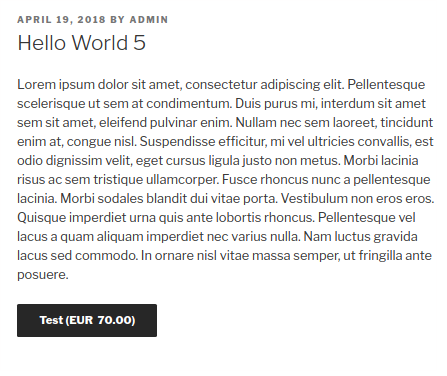 APRIL 19, 2018 BY ADMIN
Hello World 5
Lorem ipsum dolor sit amet, consectetur adipiscing elit. Pellentesque
scelerisque ut sem at condimentum. Duis purus mi, interdum sit amet
sem sit amet, eleifend pulvinar enim. Nullam nec sem laoreet, tincidunt
enim at, congue nisl. Suspendisse efficitur, mi vel ultricies convallis, est
odio dignissim velit, eget cursus ligula justo non metus. Morbi lacinia
risus ac sem tristique ullamcorper. Fusce rhoncus nunc a pellentesque
lacinia. Morbi sodales blandit dui vitae porta. Vestibulum non eros eros.
Quisque imperdiet urna quis ante lobortis rhoncus. Pellentesque vel
lacus a quam aliquam imperdiet nec varius nulla. Nam luctus gravida
lacus sed commodo. In ornare nisl vitae massa semper, ut fringilla ante
posuere.
Test (EUR 70.00)